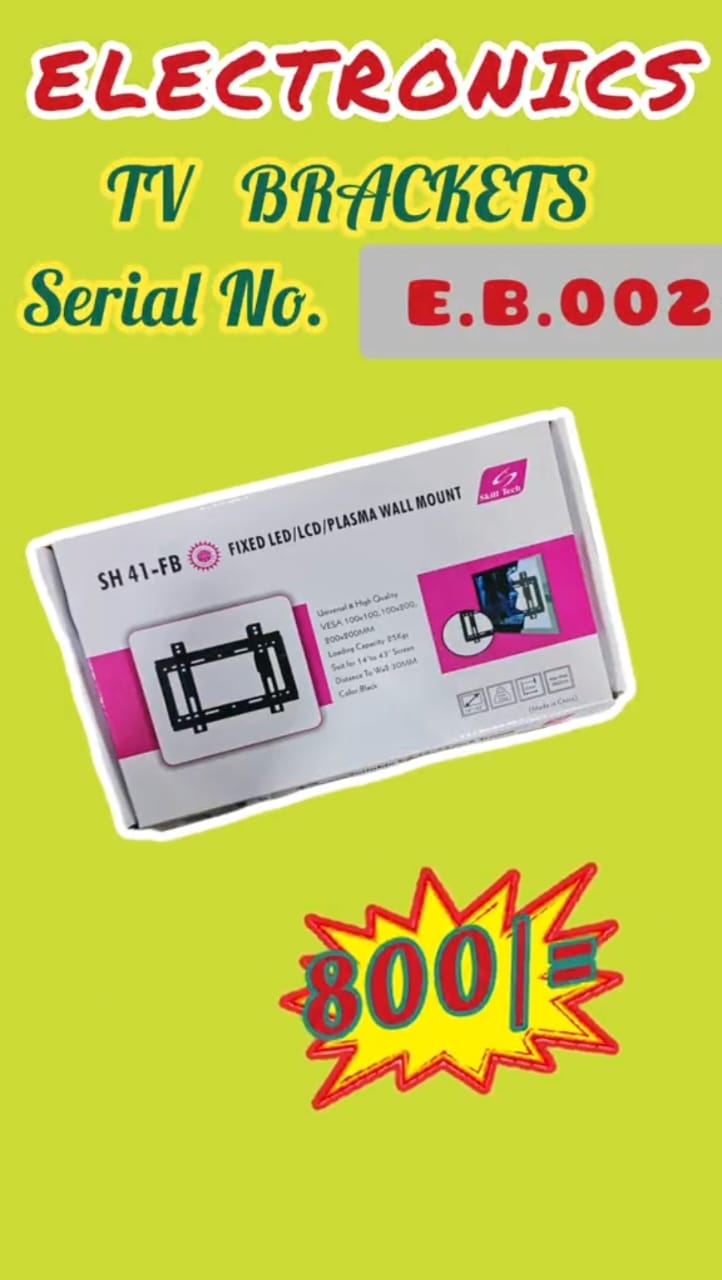 ELECTRONICS
TV BRACKETS
Serial No. E.B.002
Skill Tech
SH 41-FB FIXED LED/LCD/PLASMA WALL MOUNT
Universal & High Quality
VESA 100x100, 100x200,
200x200MM
Loading Capacity 25Kgs
Suit for 14" to 43" Screen
Distance To Wall 30MM
Color Black
(Made in China)
800/=